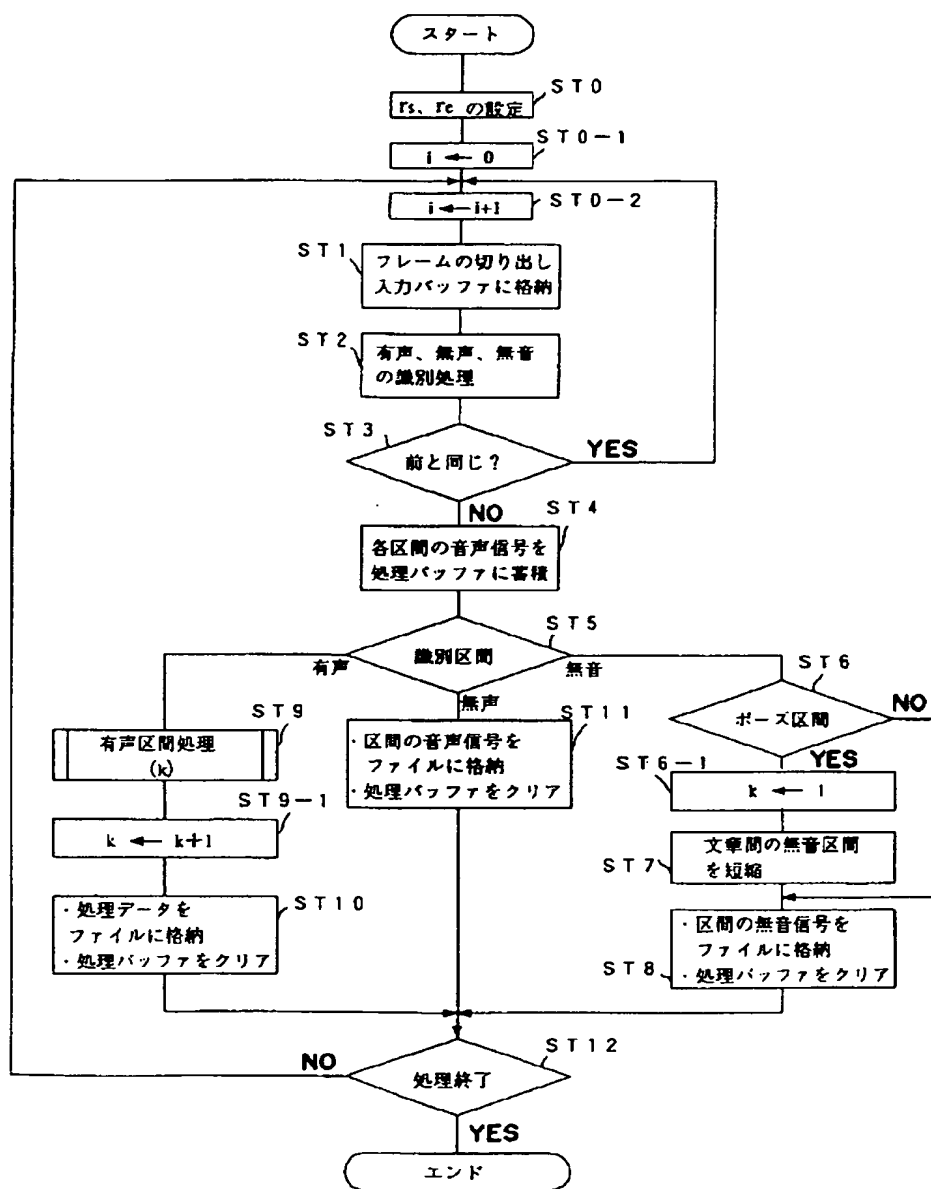 スタート
ST0
rs、re の設定
ST0-1
i ← 0
ST0-2
i←i+1
ST1
フレームの切り出し
入力バッファに格納
ST2
有声、無声、無音
の識別処理
ST3
前と同じ?
YES
NO
ST4
各区間の音声信号を
処理バッファに蓄積
ST5
識別区間
有声
無声
無音
ST6
ポーズ区間
NO
YES
ST9
有声区間処理
(k)
ST11
・区間の音声信号を
ファイルに格納
・処理バッファをクリア
ST6-1
k ← 1
ST9-1
k ← k+1
ST7
文章間の無音区間
を短縮
ST10
・処理データを
ファイルに格納
・処理バッファをクリア
ST8
・区間の無音信号を
ファイルに格納
・処理バッファをクリア
ST12
NO
処理終了
YES
エンド